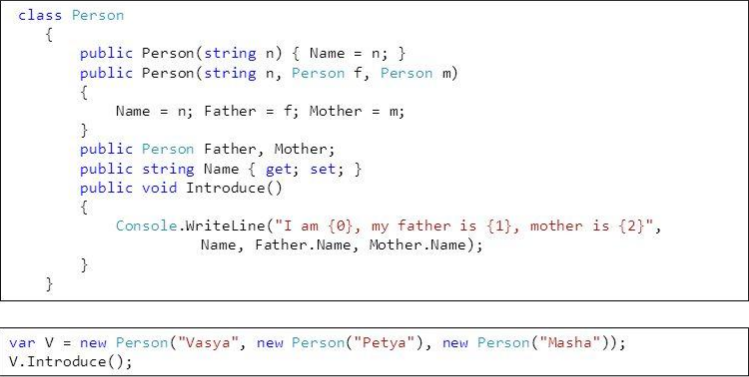 class Person
{
public Person(string n) { Name = n; }
public Person(string n, Person f, Person m)
{
Name = n; Father = f; Mother = m;
}
public Person Father, Mother;
public string Name { get; set; }
public void Introduce()
{
Console.WriteLine("I am {0}, my father is {1}, mother is {2}",
Name, Father.Name, Mother.Name);
}
}
var V = new Person("Vasya", new Person("Petya"), new Person("Masha"));
V.Introduce();